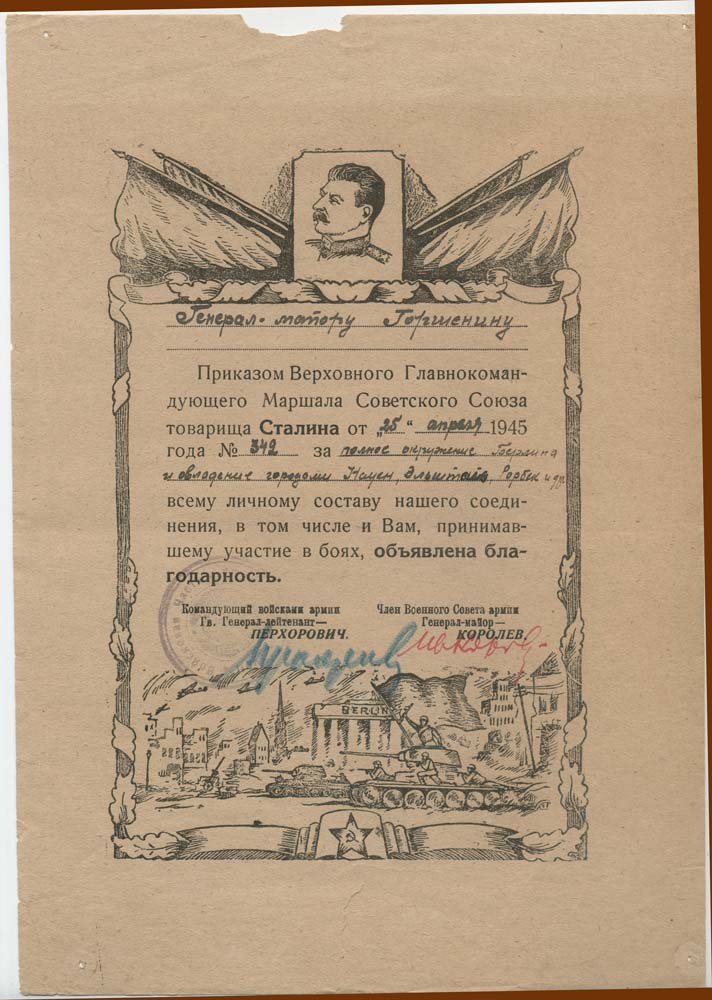 Генерал-майору Горшенину
Приказом Верховного Главнокоман-
дующего Маршала Советского Союза
товарища Сталина от „25“ апреля 1945
года № 342 за полное окружение Берлина
и овладение городами Науен, Эльшталь, Рорбек и др.
всему личному составу нашего соеди-
нения, в том числе и Вам, принимав-
шему участие в боях, объявлена бла-
годарность.
Командующий войсками армии
Гв. Генерал-лейтенант—
ПЕРХОРОВИЧ.
Член Военного Совета армии
Генерал-майор—
КОРОЛЕВ.
BERLIN